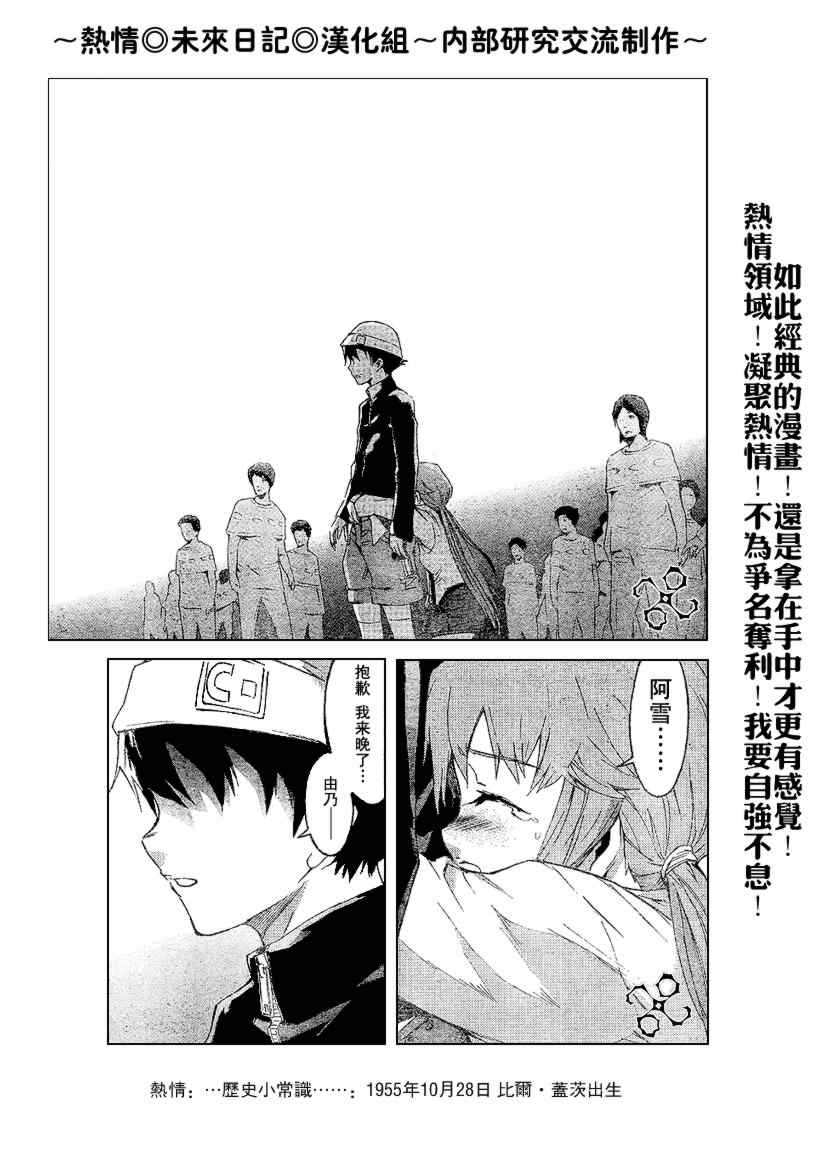 ～熱情◎未來日記◎漢化組～內部研究交流制作～
如此經典的漫畫！還是拿在手中才更有感覺！
熱情領域！凝聚熱情！不為爭名奪利！我要自強不息！
阿雪……
抱歉 我来晚了…
由乃——
熱情：…歷史小常識……：1955年10月28日 比爾·蓋茨出生